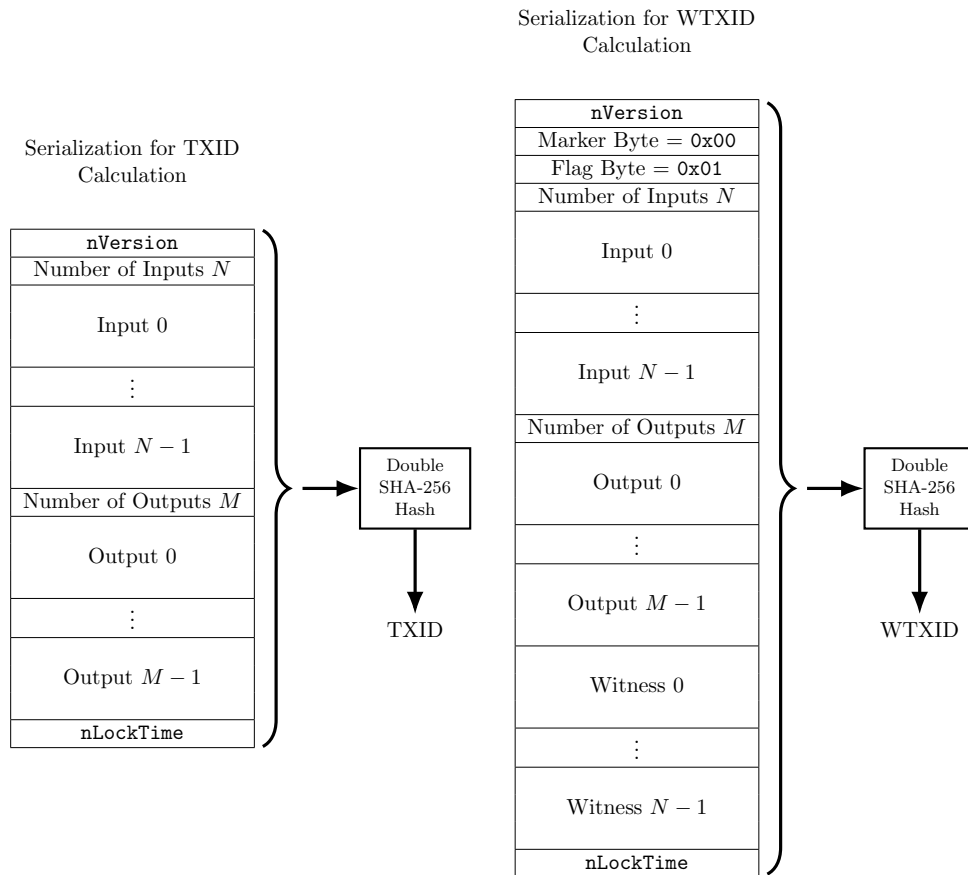 Serialization for TXID
Calculation
nVersion
Number of Inputs N
Input 0
⋮
Input N − 1
Number of Outputs M
Output 0
⋮
Output M − 1
nLockTime
Double
SHA-256
Hash
TXID
Serialization for WTXID
Calculation
nVersion
Marker Byte = 0x00
Flag Byte = 0x01
Number of Inputs N
Input 0
⋮
Input N − 1
Number of Outputs M
Output 0
⋮
Output M − 1
Witness 0
⋮
Witness N − 1
nLockTime
Double
SHA-256
Hash
WTXID